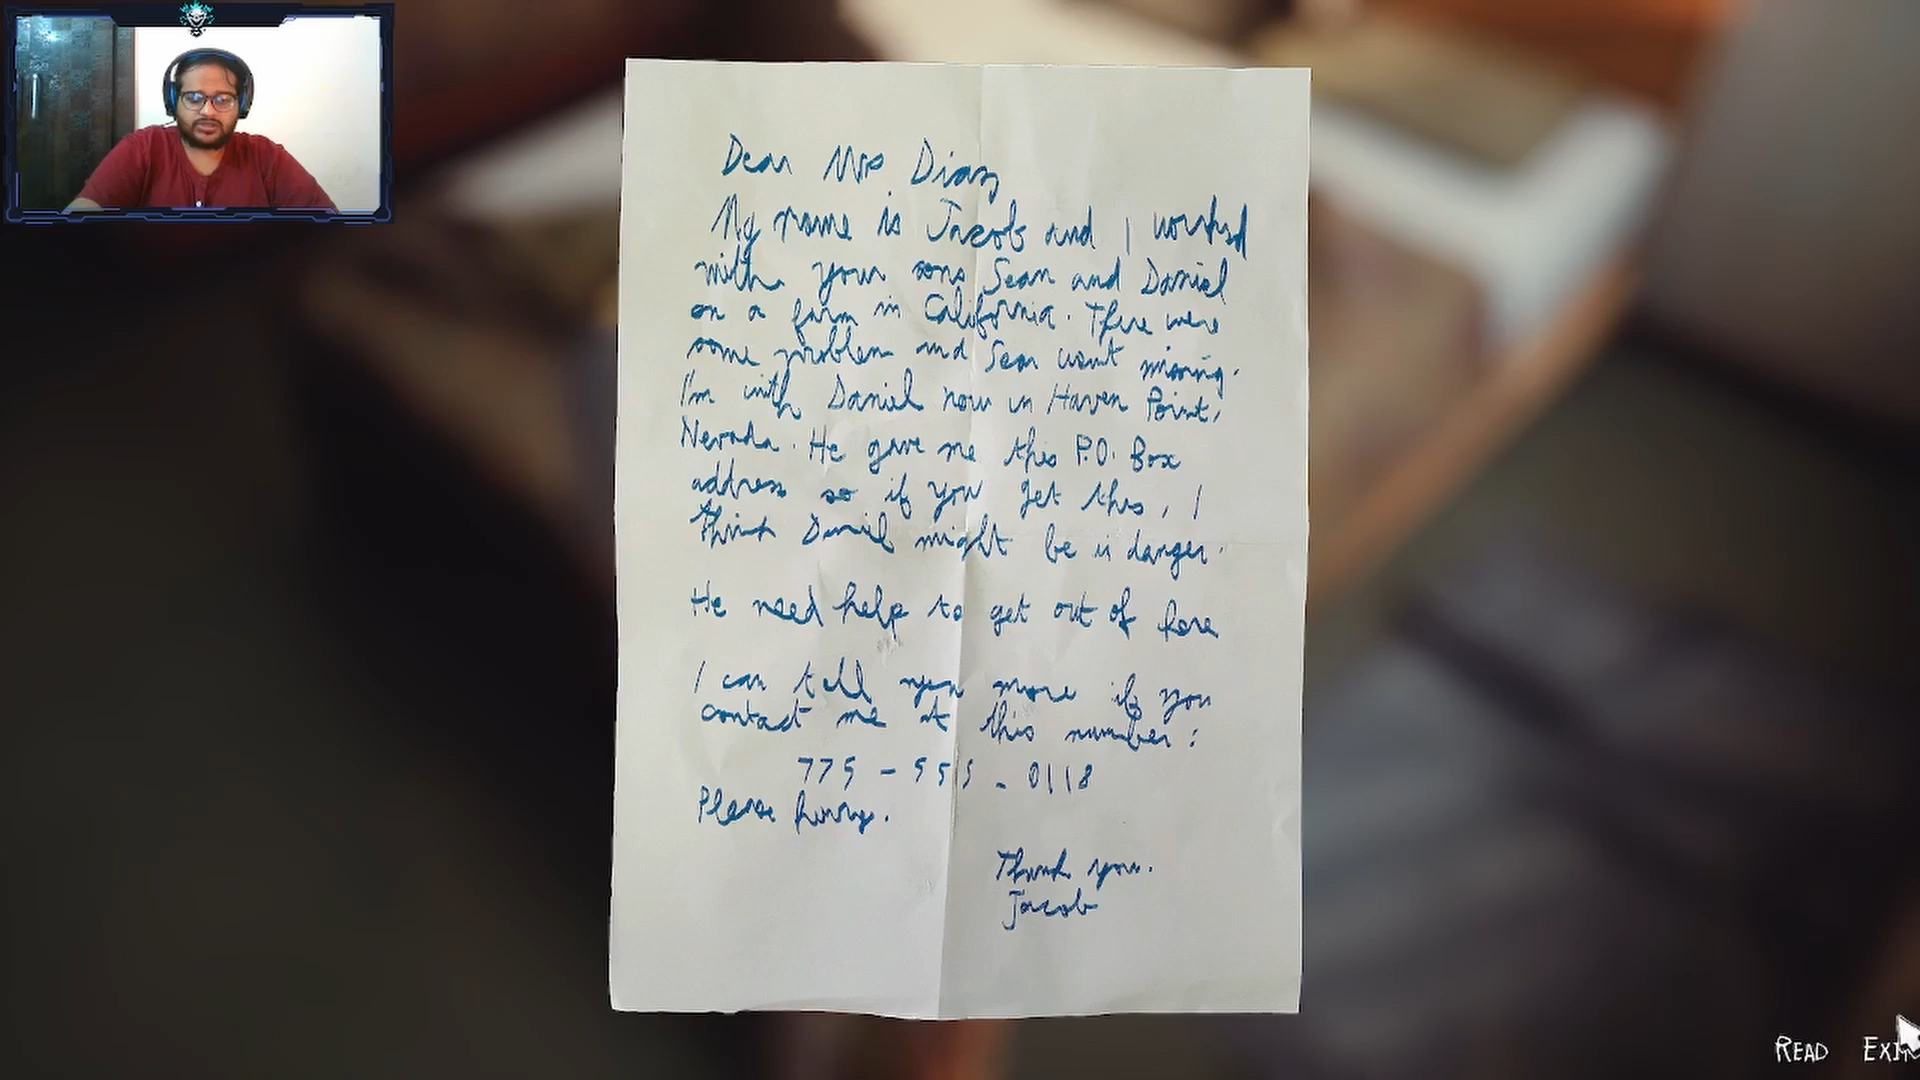 Dear Mrs Diaz
My name is Jacob and I worked
with your sons Sean and Daniel
on a farm in California. There were
some problem and Sean went missing.
I'm with Daniel now in Haven Point,
Nevada. He gave me this P.O. Box
address so if you get this, I
think Daniel might be in danger.
He need help to get out of here
I can tell you more if you
contact me at this number:
775-555-0118
Please hurry.
Thank you.
Jacob
READ EXIT